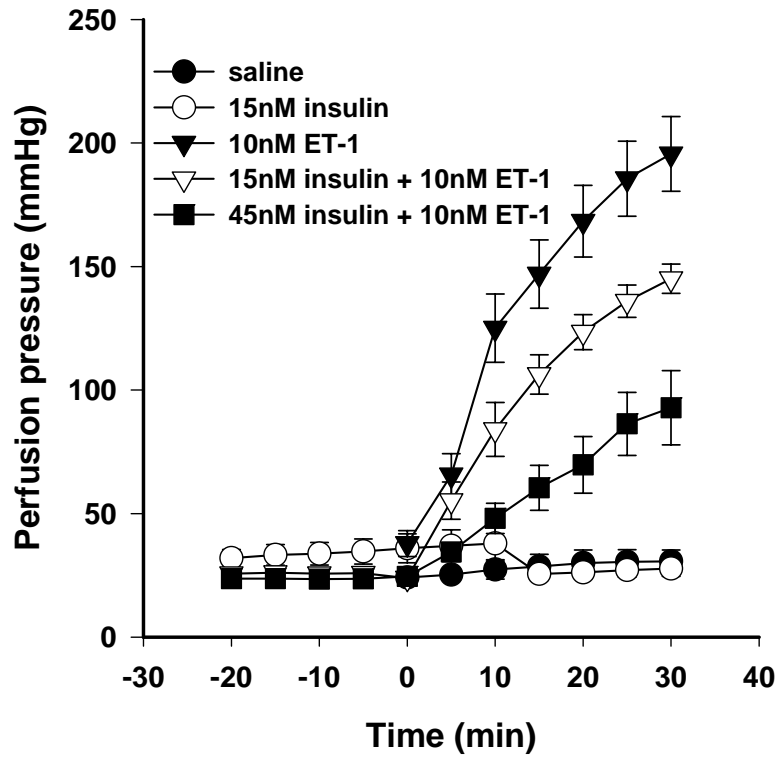 250
200
150
100
50
0
Perfusion pressure (mmHg)
saline
15nM insulin
10nM ET-1
15nM insulin + 10nM ET-1
45nM insulin + 10nM ET-1
-30 -20 -10 0 10 20 30 40
Time (min)